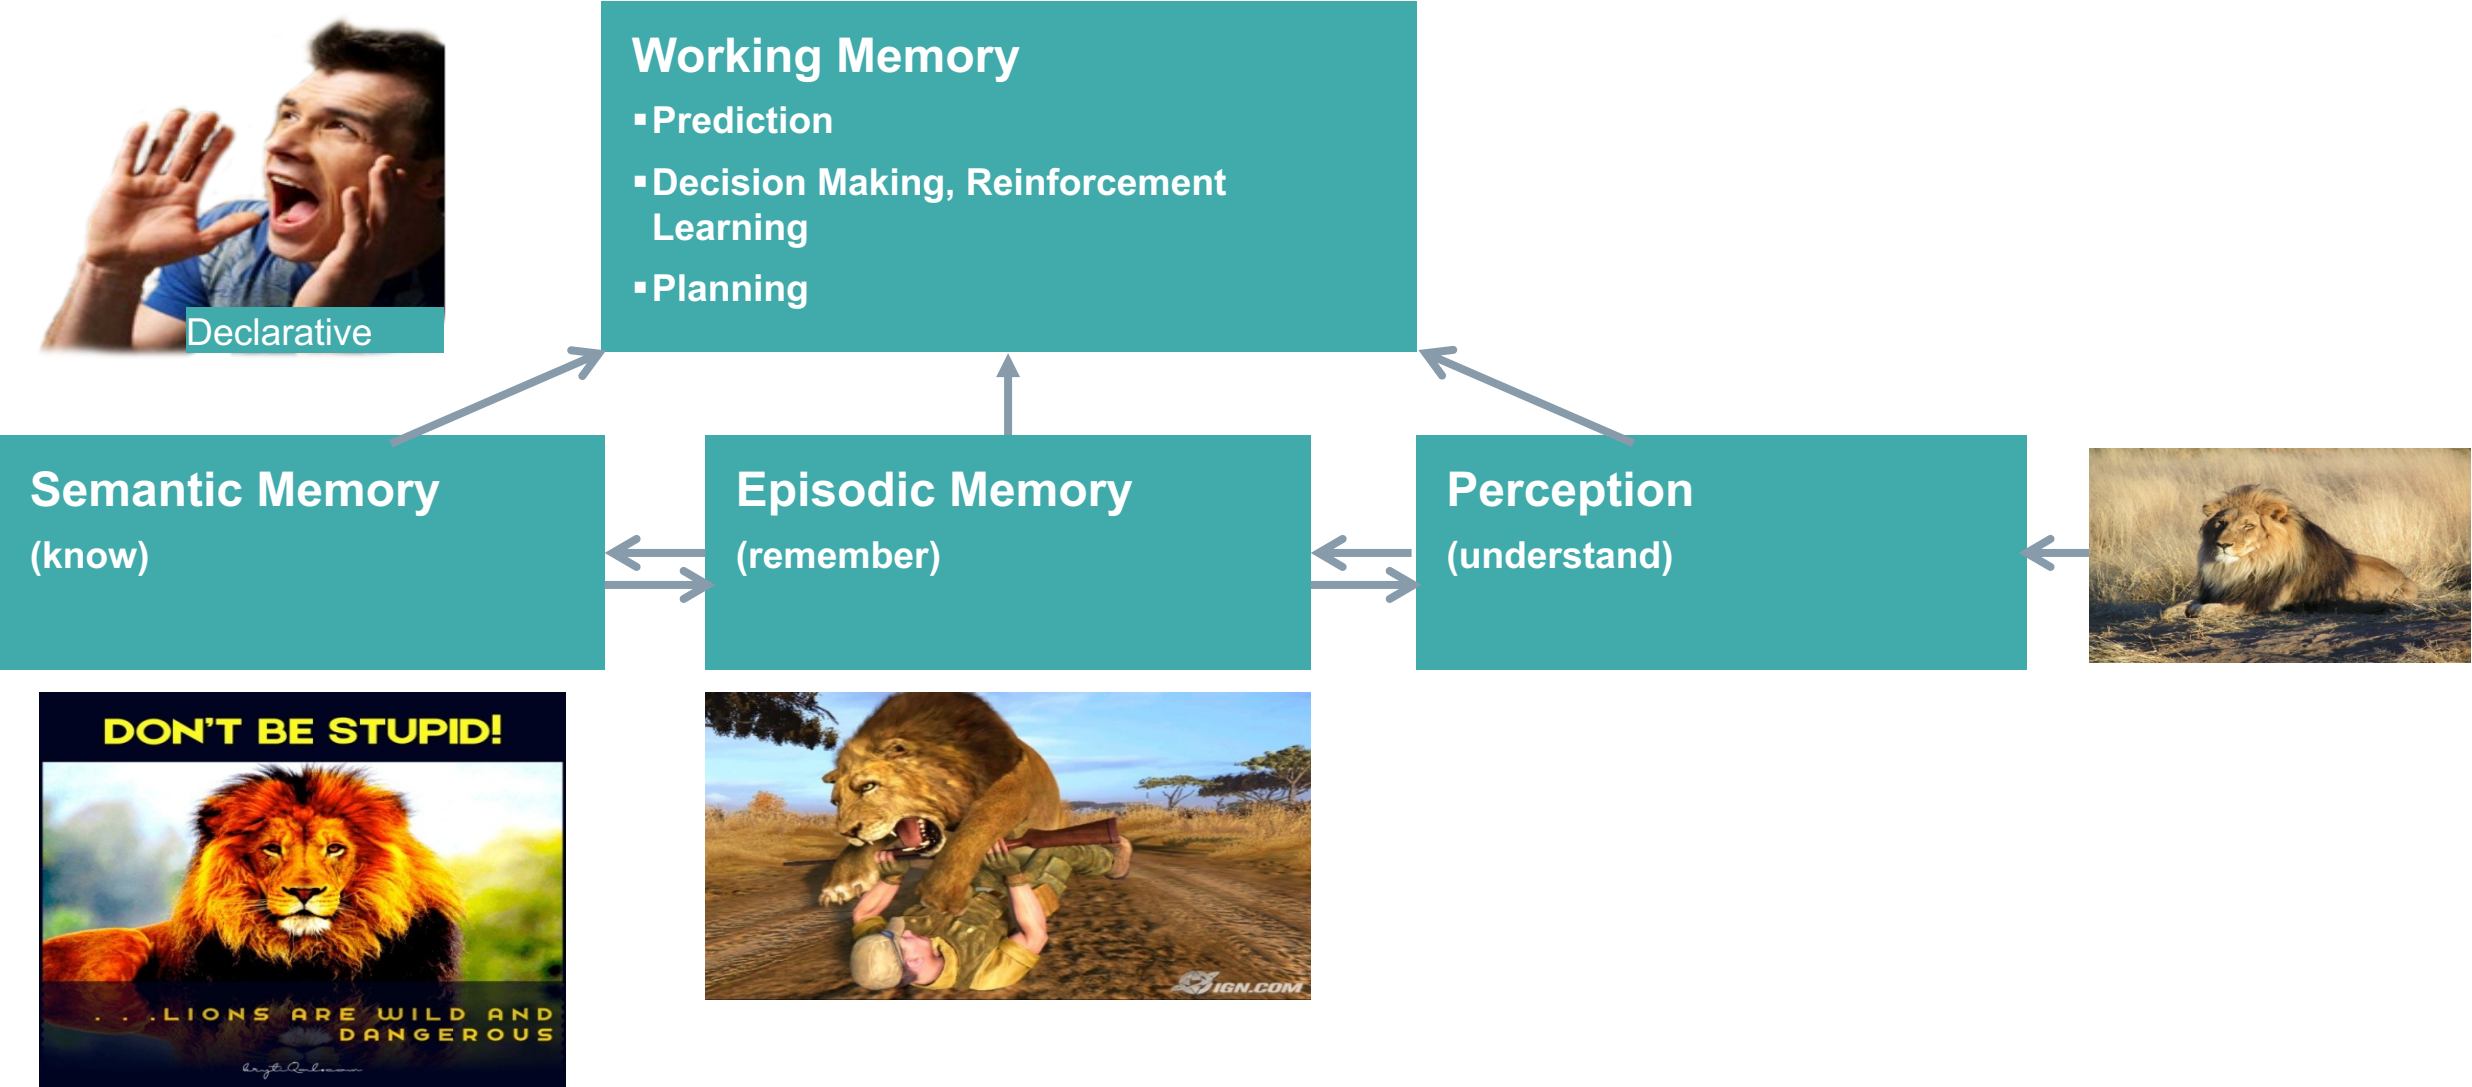 Working Memory
▪Prediction
▪Decision Making, Reinforcement
Learning
▪Planning
Declarative
Semantic Memory
(know)
Episodic Memory
(remember)
Perception
(understand)
DON'T BE STUPID!
. . .LIONS ARE WILD AND
DANGEROUS
IGN.COM